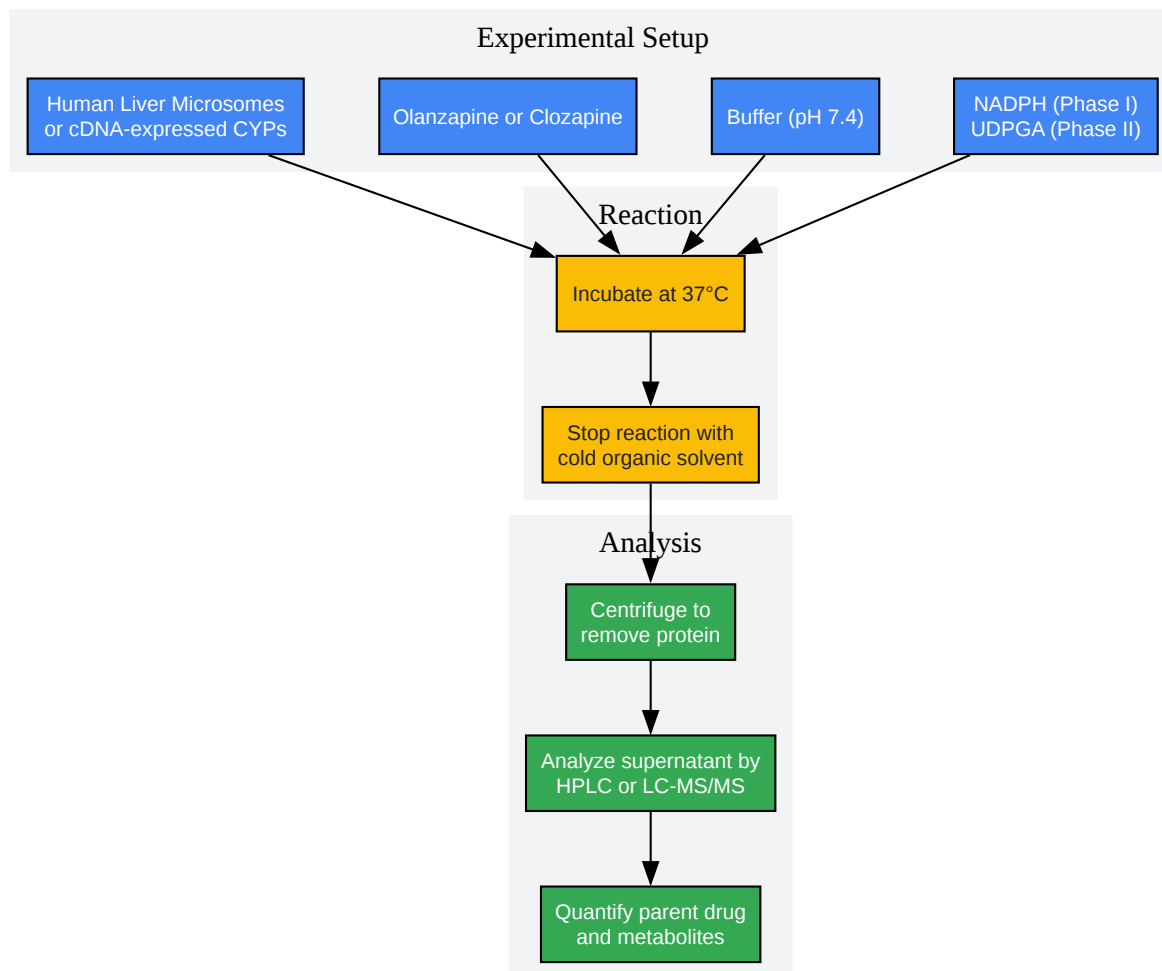 Experimental Setup
Human Liver Microsomes
or cDNA-expressed CYPs
Olanzapine or Clozapine
Buffer (pH 7.4)
NADPH (Phase I)
UDPGA (Phase II)
Reaction
Incubate at 37°C
Stop reaction with
cold organic solvent
Analysis
Centrifuge to
remove protein
Analyze supernatant by
HPLC or LC-MS/MS
Quantify parent drug
and metabolites